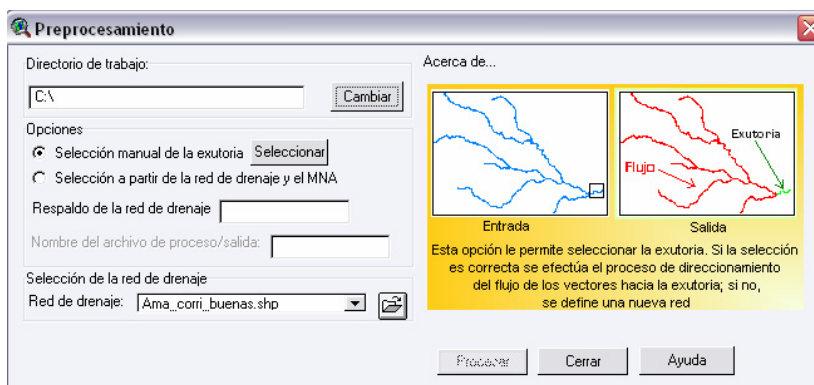 Preprocesamiento
Directorio de trabajo:
C:\
Cambiar
Opciones
Selección manual de la exutoria
Seleccionar
Selección a partir de la red de drenaje y el MNA
Respaldo de la red de drenaje
Nombre del archivo de proceso/salida:
Selección de la red de drenaje
Red de drenaje:
Ama_corri_buenas.shp
Acerca de...
Exutoria
Flujo
Entrada
Salida
Esta opción le permite seleccionar la exutoria. Si la selección
es correcta se efectúa el proceso de direccionamiento
del flujo de los vectores hacia la exutoria; si no,
se define una nueva red
Procesar
Cerrar
Ayuda